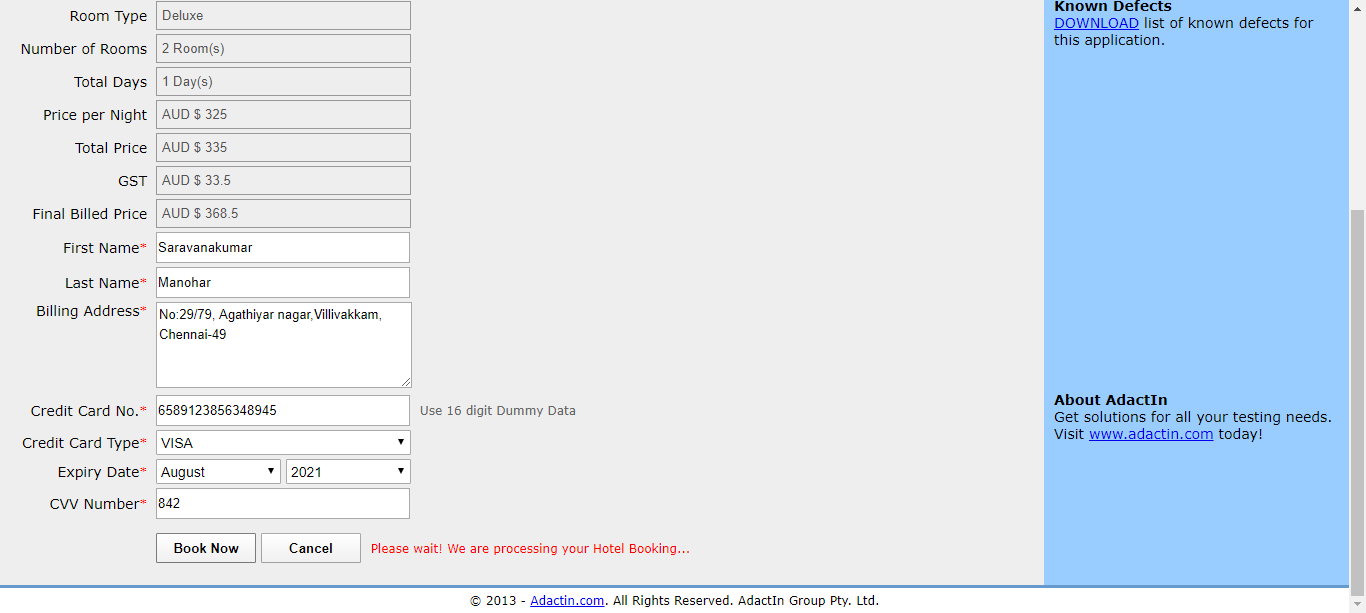 Room Type Deluxe
Number of Rooms 2 Room(s)
Total Days 1 Day(s)
Price per Night AUD $ 325
Total Price AUD $ 335
GST AUD $ 33.5
Final Billed Price AUD $ 368.5
First Name* Saravanakumar
Last Name* Manohar
Billing Address* No:29/79, Agathiyar nagar,Villivakkam,
Chennai-49
Credit Card No.* 6589123856348945 Use 16 digit Dummy Data
Credit Card Type* VISA
Expiry Date* August 2021
CVV Number* 842
Book Now Cancel Please wait! We are processing your Hotel Booking...
Known Defects
DOWNLOAD list of known defects for
this application.
About AdactIn
Get solutions for all your testing needs.
Visit www.adactin.com today!
© 2013 - Adactin.com. All Rights Reserved. AdactIn Group Pty. Ltd.